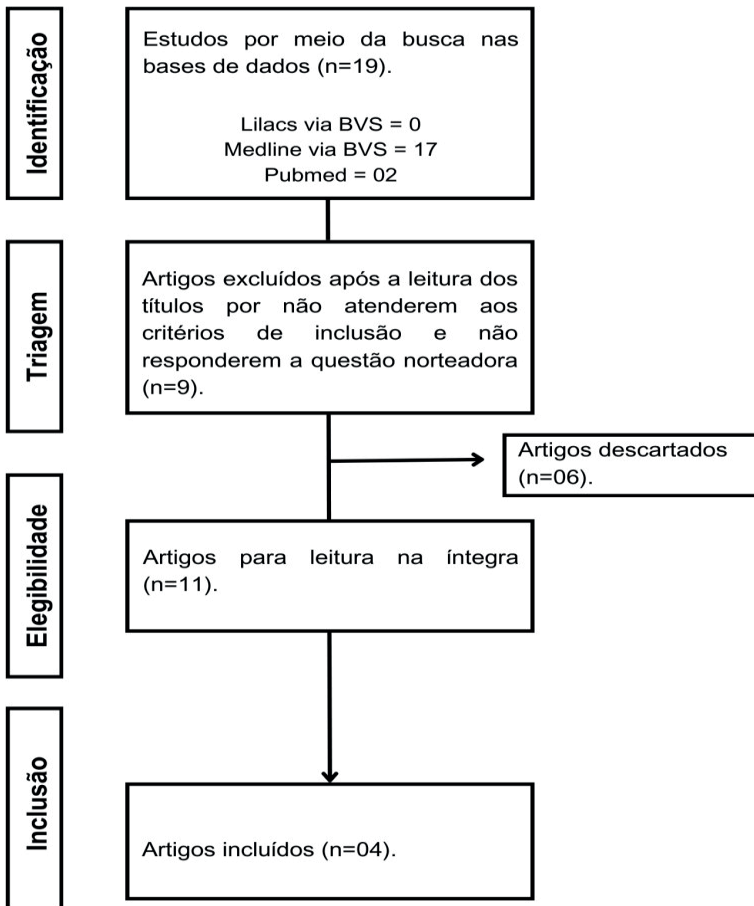 Identificação
Estudos por meio da busca nas
bases de dados (n=19).
Lilacs via BVS = 0
Medline via BVS = 17
Pubmed = 02
Triagem
Artigos excluídos após a leitura dos
títulos por não atenderem aos
critérios de inclusão e não
responderem a questão norteadora
(n=9).
Artigos descartados
(n=06).
Elegibilidade
Artigos para leitura na íntegra
(n=11).
Inclusão
Artigos incluídos (n=04).